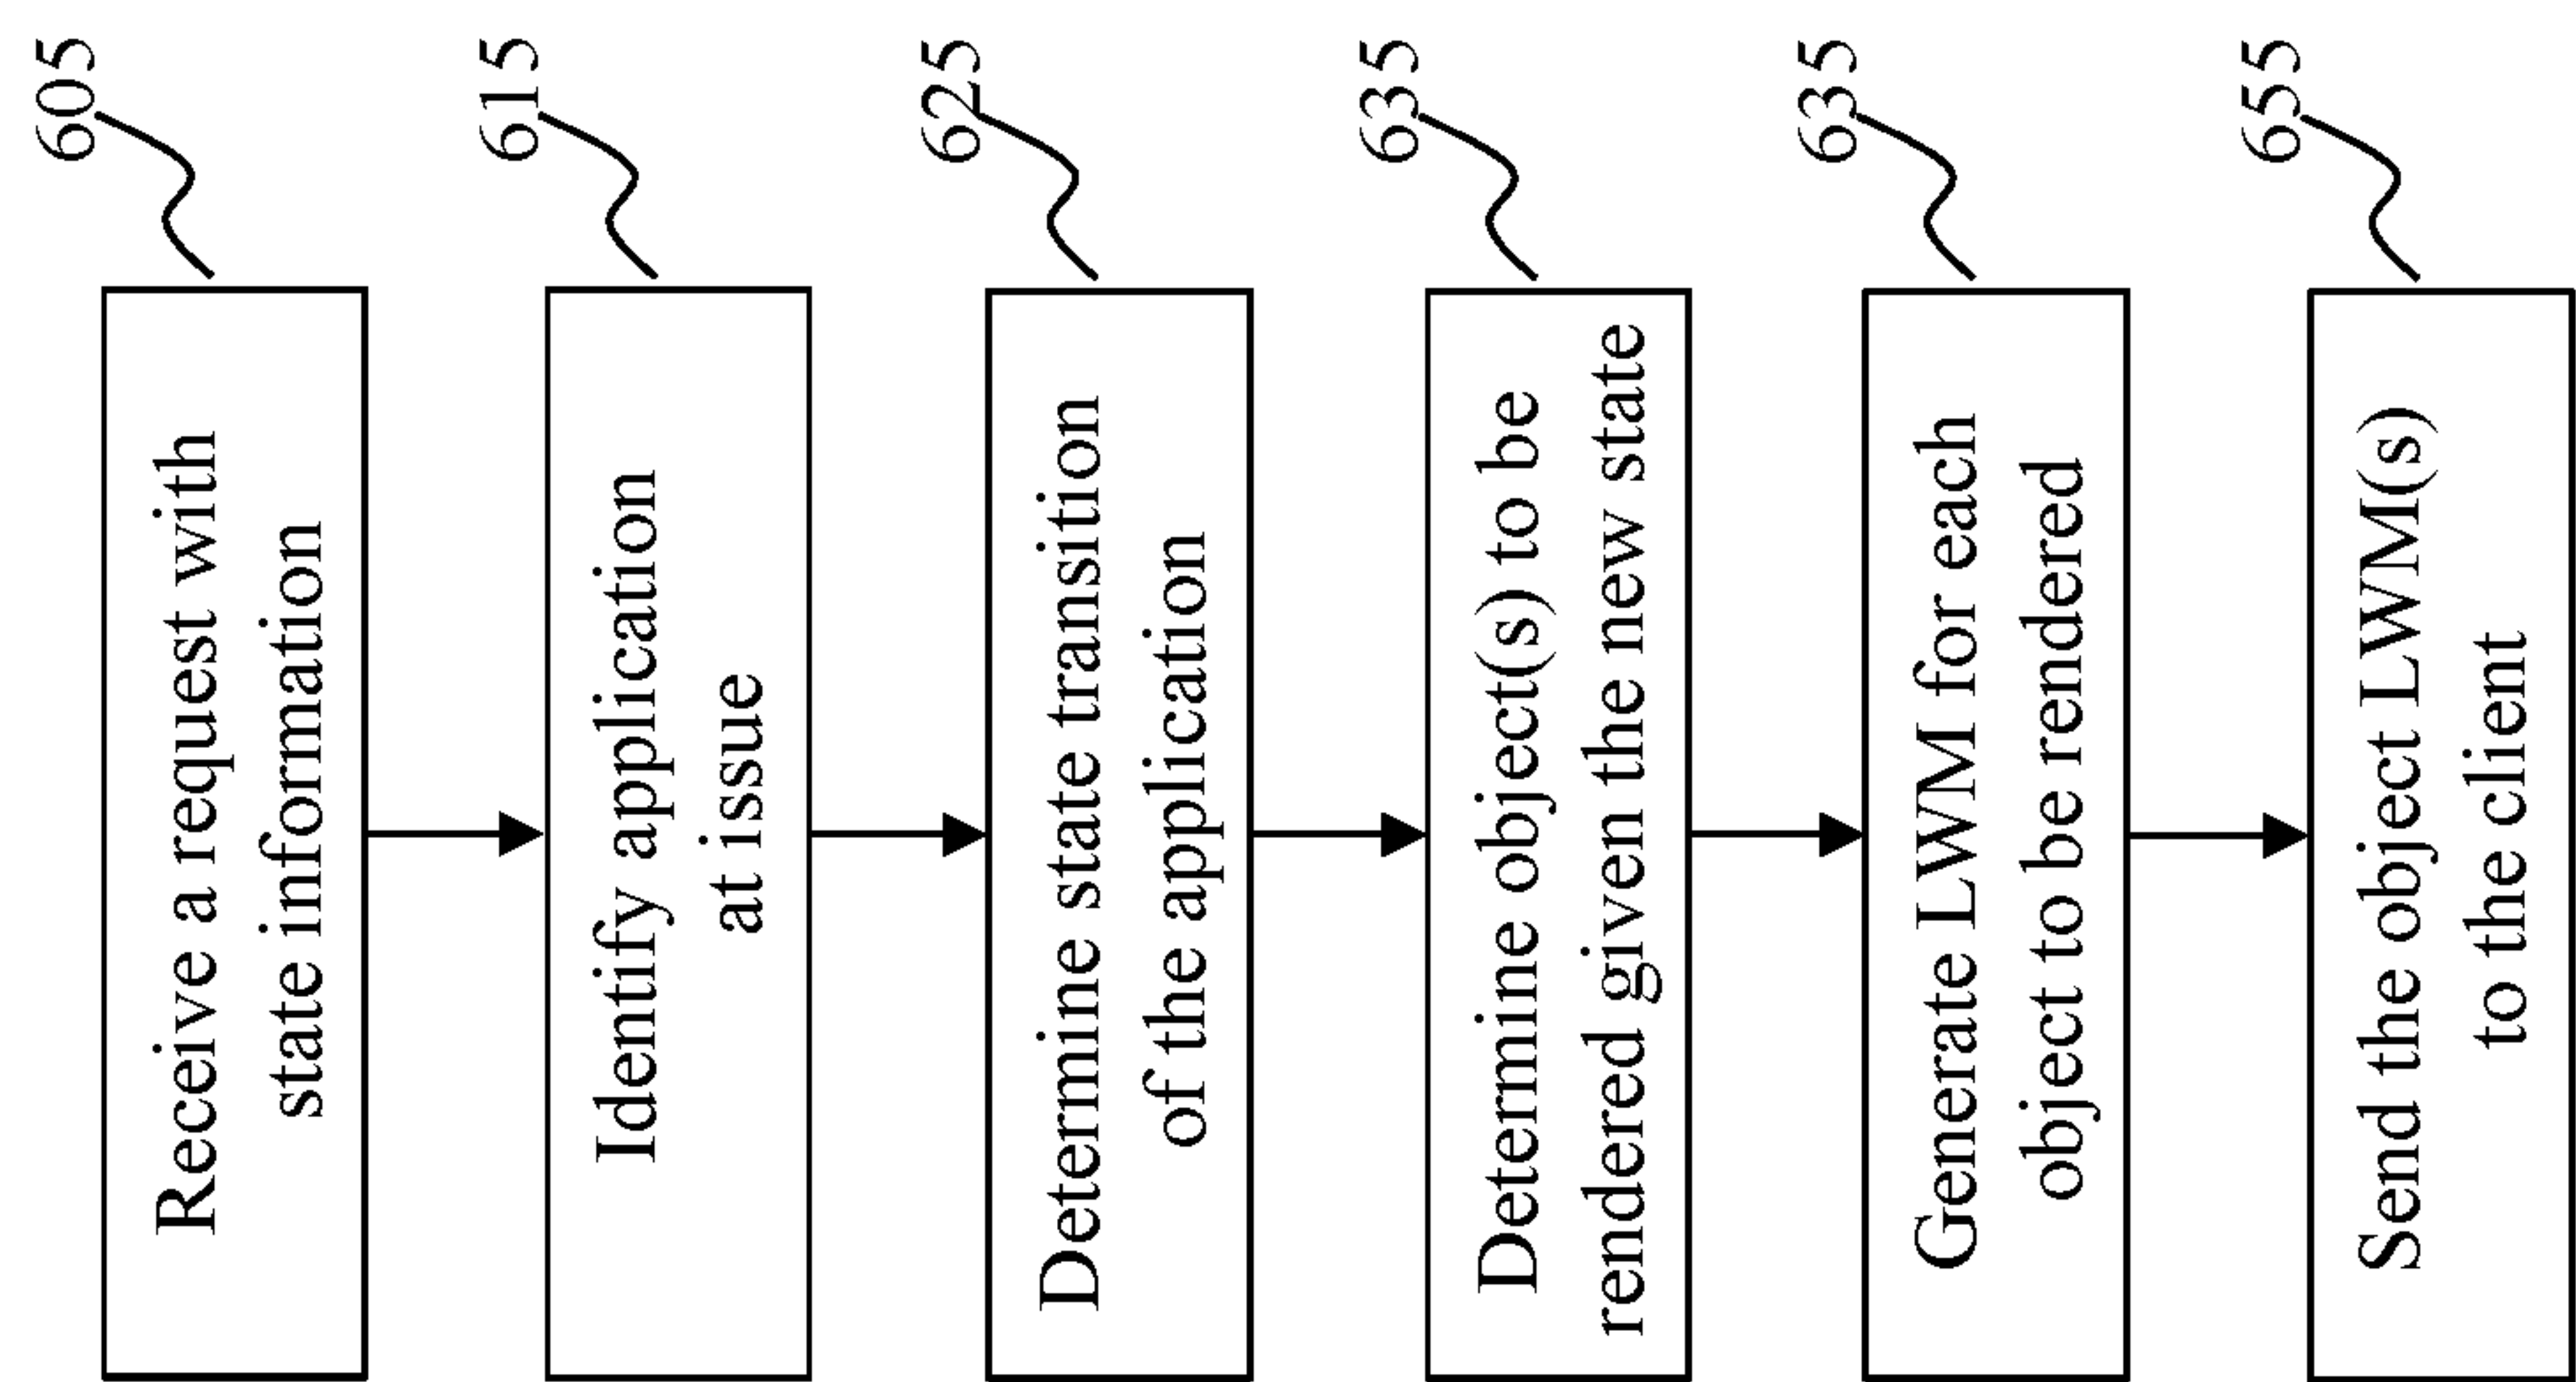 Receive a request with
state information
605
Identify application
at issue
615
Determine state transition
of the application
625
Determine object(s) to be
rendered given the new state
635
Generate LWM for each
object to be rendered
635
Send the object LWM(s)
to the client
655